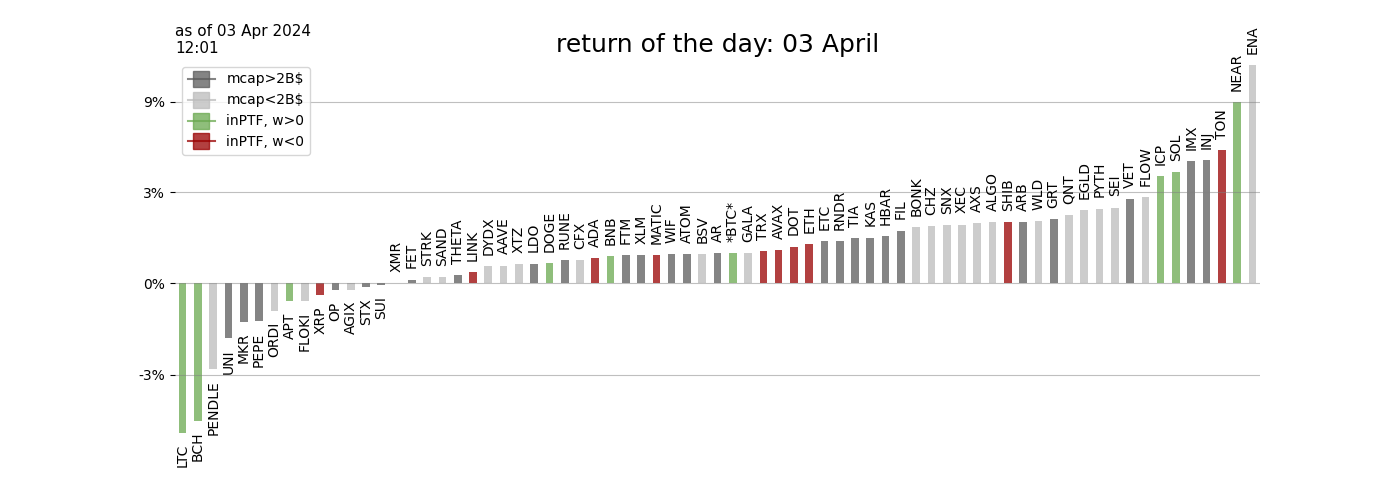 as of 03 Apr 2024
12:01
return of the day: 03 April
mcap>2B$
mcap<2B$
inPTF, w>0
inPTF, w<0
9%
3%
0%
-3%
LTC
BCH
PENDLE
UNI
MKR
PEPE
ORDI
APT
FLOKI
XRP
OP
AGIX
STX
SUI
XMR
FET
STRK
SAND
THETA
LINK
DYDX
AAVE
XTZ
LDO
DOGE
RUNE
CFX
ADA
BNB
FTM
XLM
MATIC
WIF
ATOM
BSV
AR
*BTC*
GALA
TRX
AVAX
DOT
ETH
ETC
RNDR
TIA
KAS
HBAR
FIL
BONK
CHZ
SNX
XEC
AXS
ALGO
SHIB
ARB
WLD
GRT
QNT
EGLD
PYTH
SEI
VET
FLOW
ICP
SOL
IMX
INJ
TON
NEAR
ENA